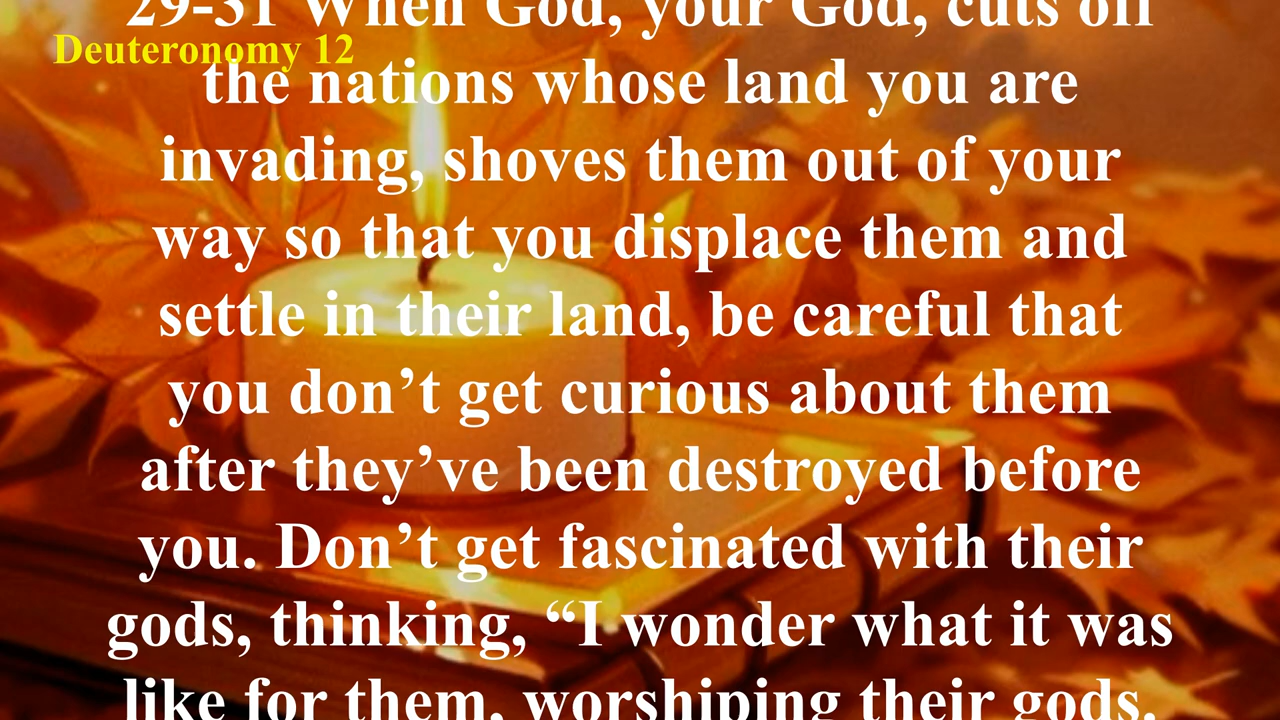 29-31 When God, your God, cuts off
Deuteronomy 12
the nations whose land you are
invading, shoves them out of your
way so that you displace them and
settle in their land, be careful that
you don’t get curious about them
after they’ve been destroyed before
you. Don’t get fascinated with their
gods, thinking, “I wonder what it was
like for them, worshiping their gods.